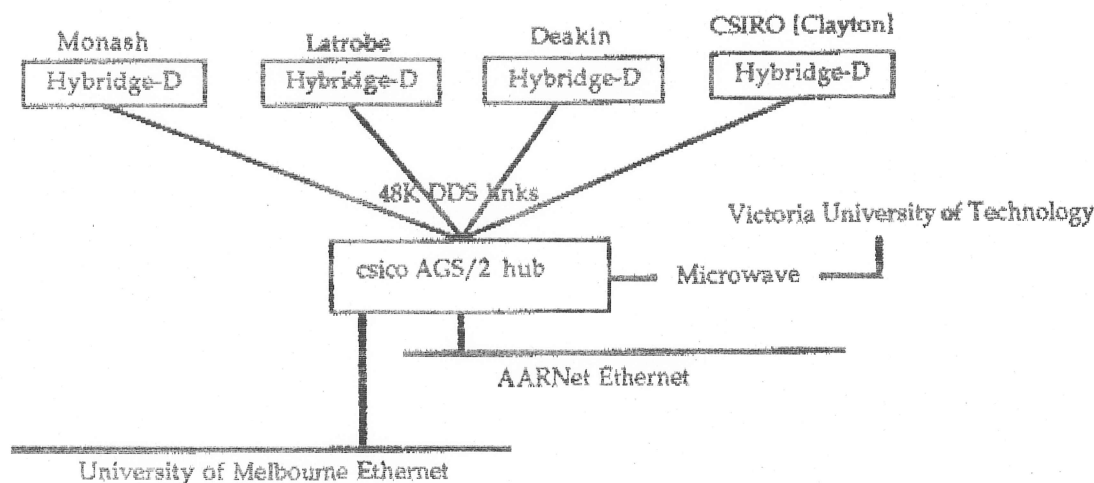 Monash
Latrobe
Deakin
CSIRO [Clayton]
Hybridge-D
Hybridge-D
Hybridge-D
Hybridge-D
48K DDS links
Victoria University of Technology
csico AGS/2 hub
Microwave
AARNet Ethernet
University of Melbourne Ethernet